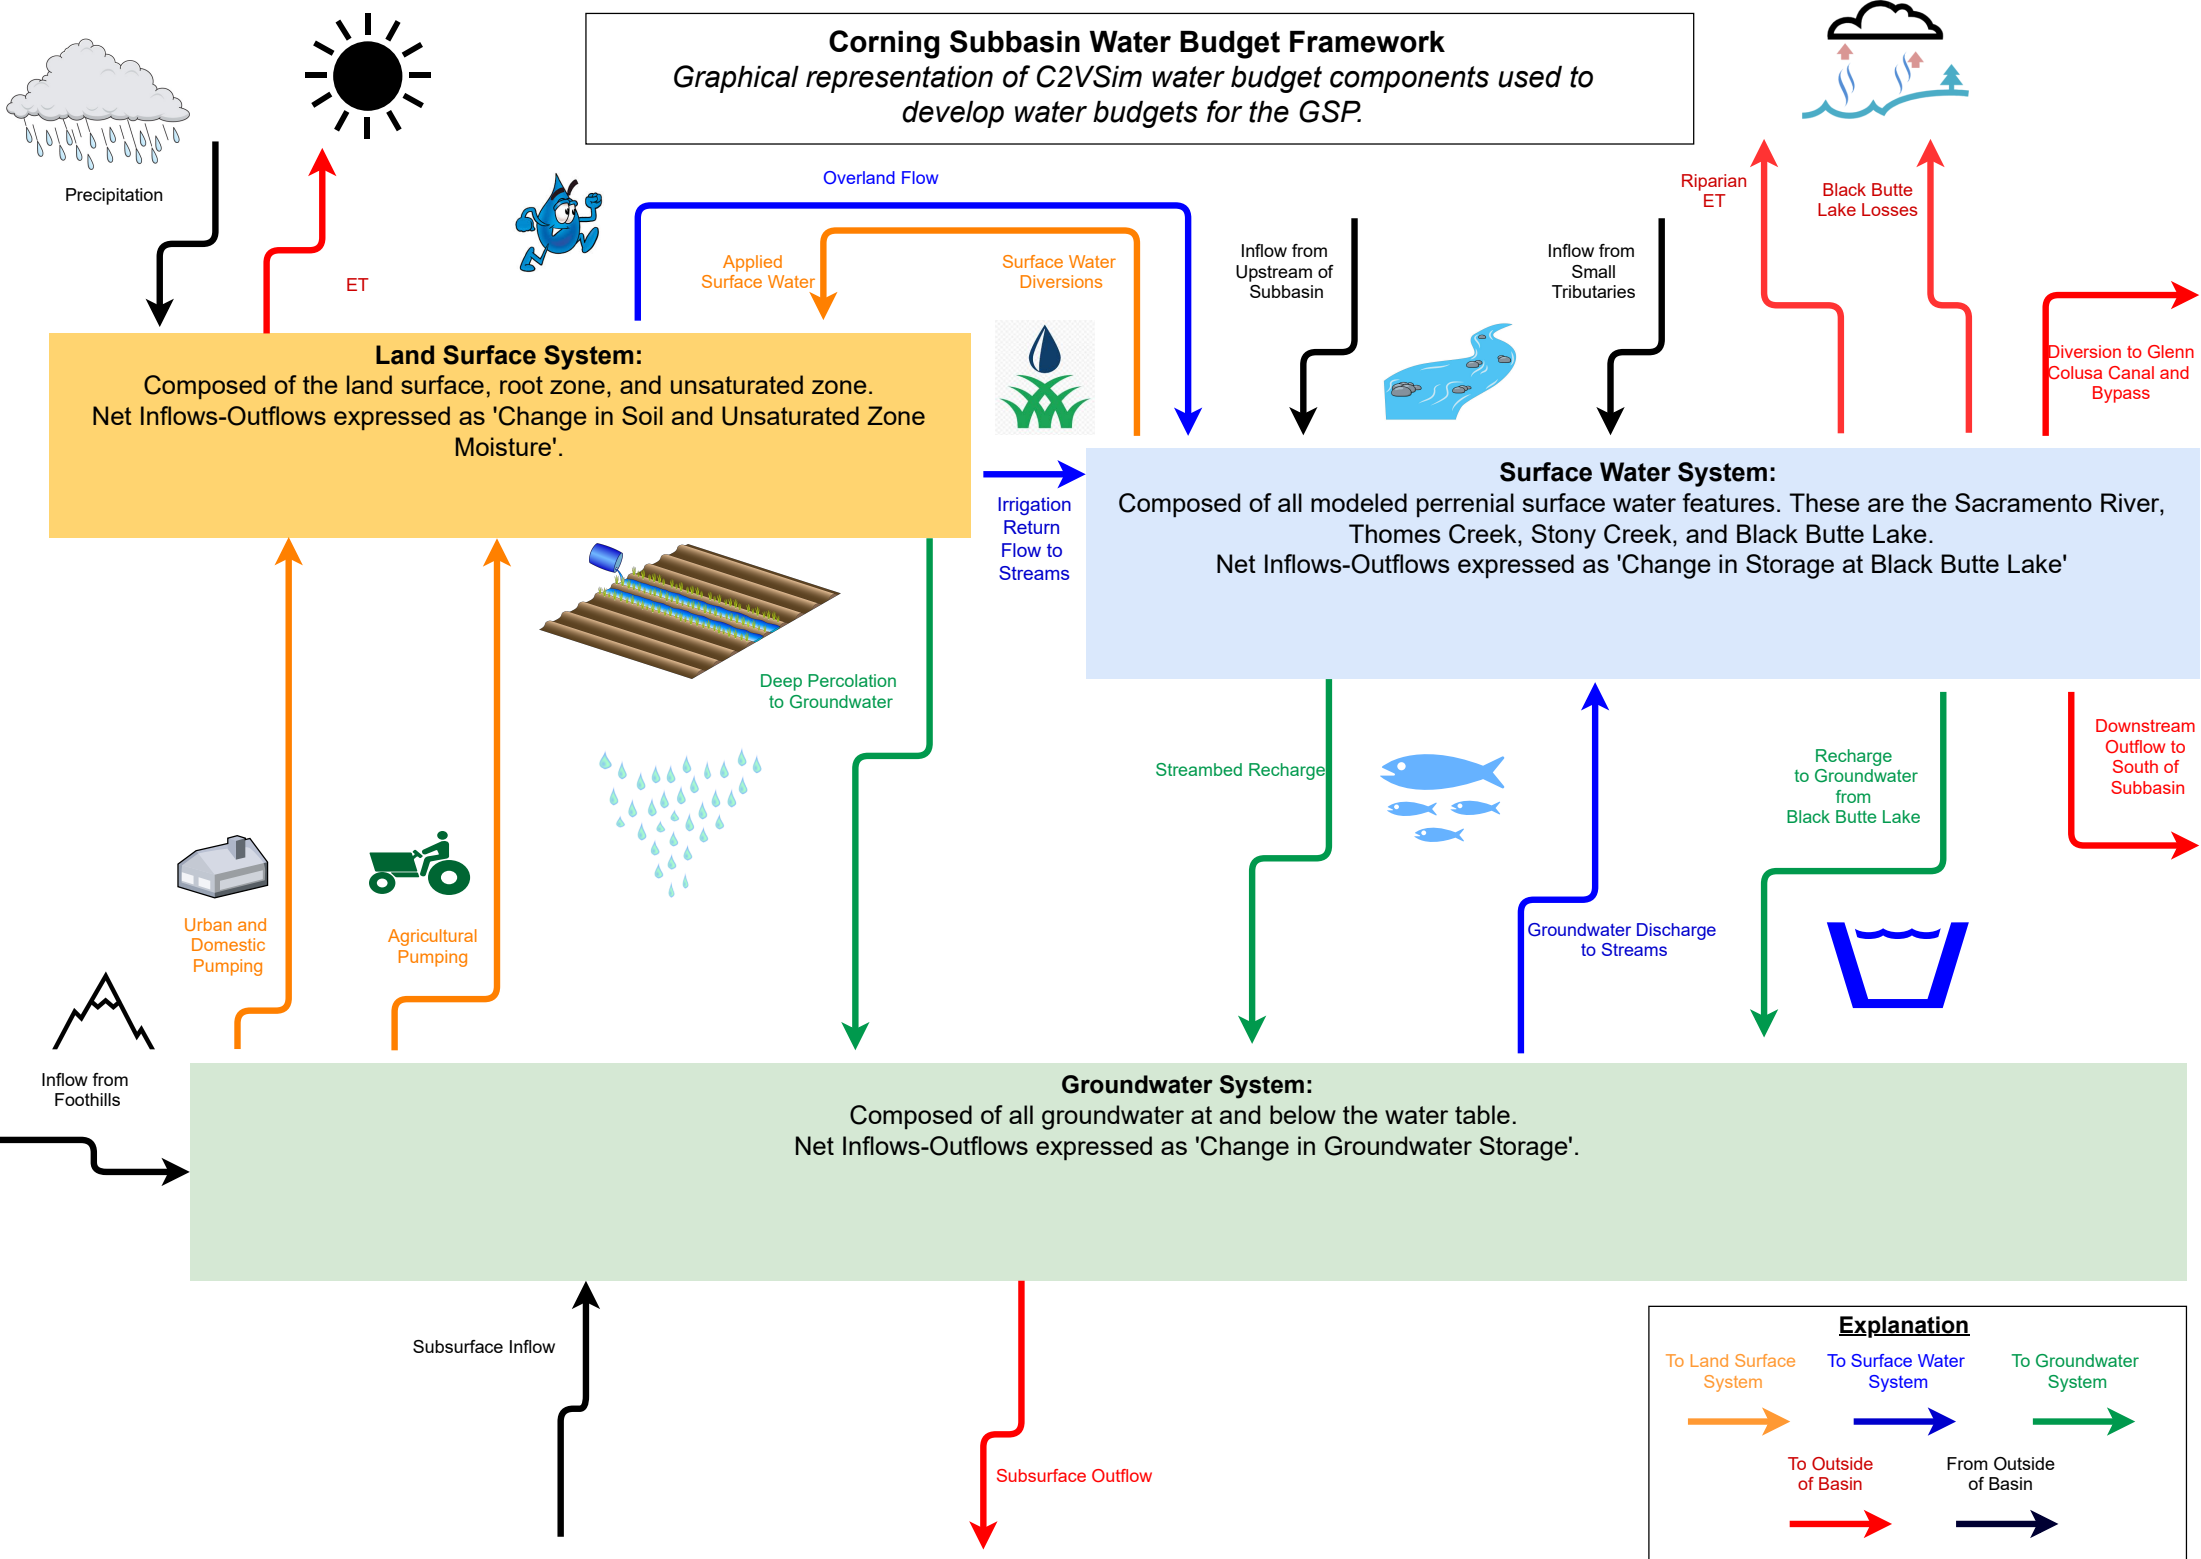 Corning Subbasin Water Budget Framework
Graphical representation of C2VSim water budget components used to
develop water budgets for the GSP.
Precipitation
ET
Overland Flow
Applied
Surface Water
Surface Water
Diversions
Inflow from
Upstream of
Subbasin
Inflow from
Small
Tributaries
Riparian
ET
Black Butte
Lake Losses
Diversion to Glenn
Colusa Canal and
Bypass
Land Surface System:
Composed of the land surface, root zone, and unsaturated zone.
Net Inflows-Outflows expressed as 'Change in Soil and Unsaturated Zone
Moisture'.
Irrigation
Return
Flow to
Streams
Surface Water System:
Composed of all modeled perrenial surface water features. These are the Sacramento River,
Thomes Creek, Stony Creek, and Black Butte Lake.
Net Inflows-Outflows expressed as 'Change in Storage at Black Butte Lake'
Deep Percolation
to Groundwater
Streambed Recharge
Recharge
to Groundwater
from
Black Butte Lake
Downstream
Outflow to
South of
Subbasin
Urban and
Domestic
Pumping
Agricultural
Pumping
Groundwater Discharge
to Streams
Inflow from
Foothills
Groundwater System:
Composed of all groundwater at and below the water table.
Net Inflows-Outflows expressed as 'Change in Groundwater Storage'.
Subsurface Inflow
Subsurface Outflow
Explanation
To Land Surface
System
To Surface Water
System
To Groundwater
System
To Outside
of Basin
From Outside
of Basin